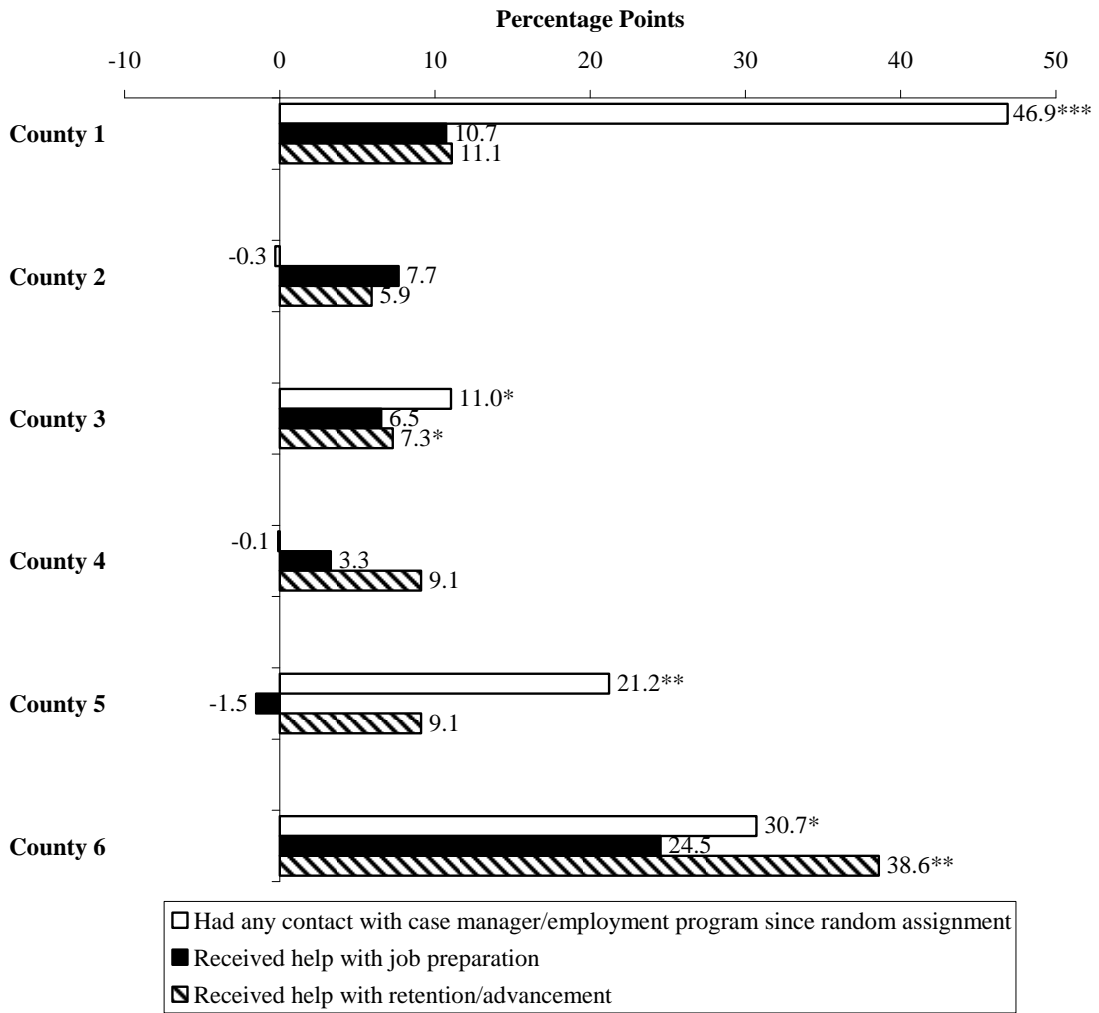 Percentage Points
-10 0 10 20 30 40 50
County 1
46.9***
10.7
11.1
County 2
-0.3
7.7
5.9
County 3
11.0*
6.5
7.3*
County 4
-0.1
3.3
9.1
County 5
21.2**
-1.5
9.1
County 6
30.7*
24.5
38.6**
Had any contact with case manager/employment program since random assignment
Received help with job preparation
Received help with retention/advancement